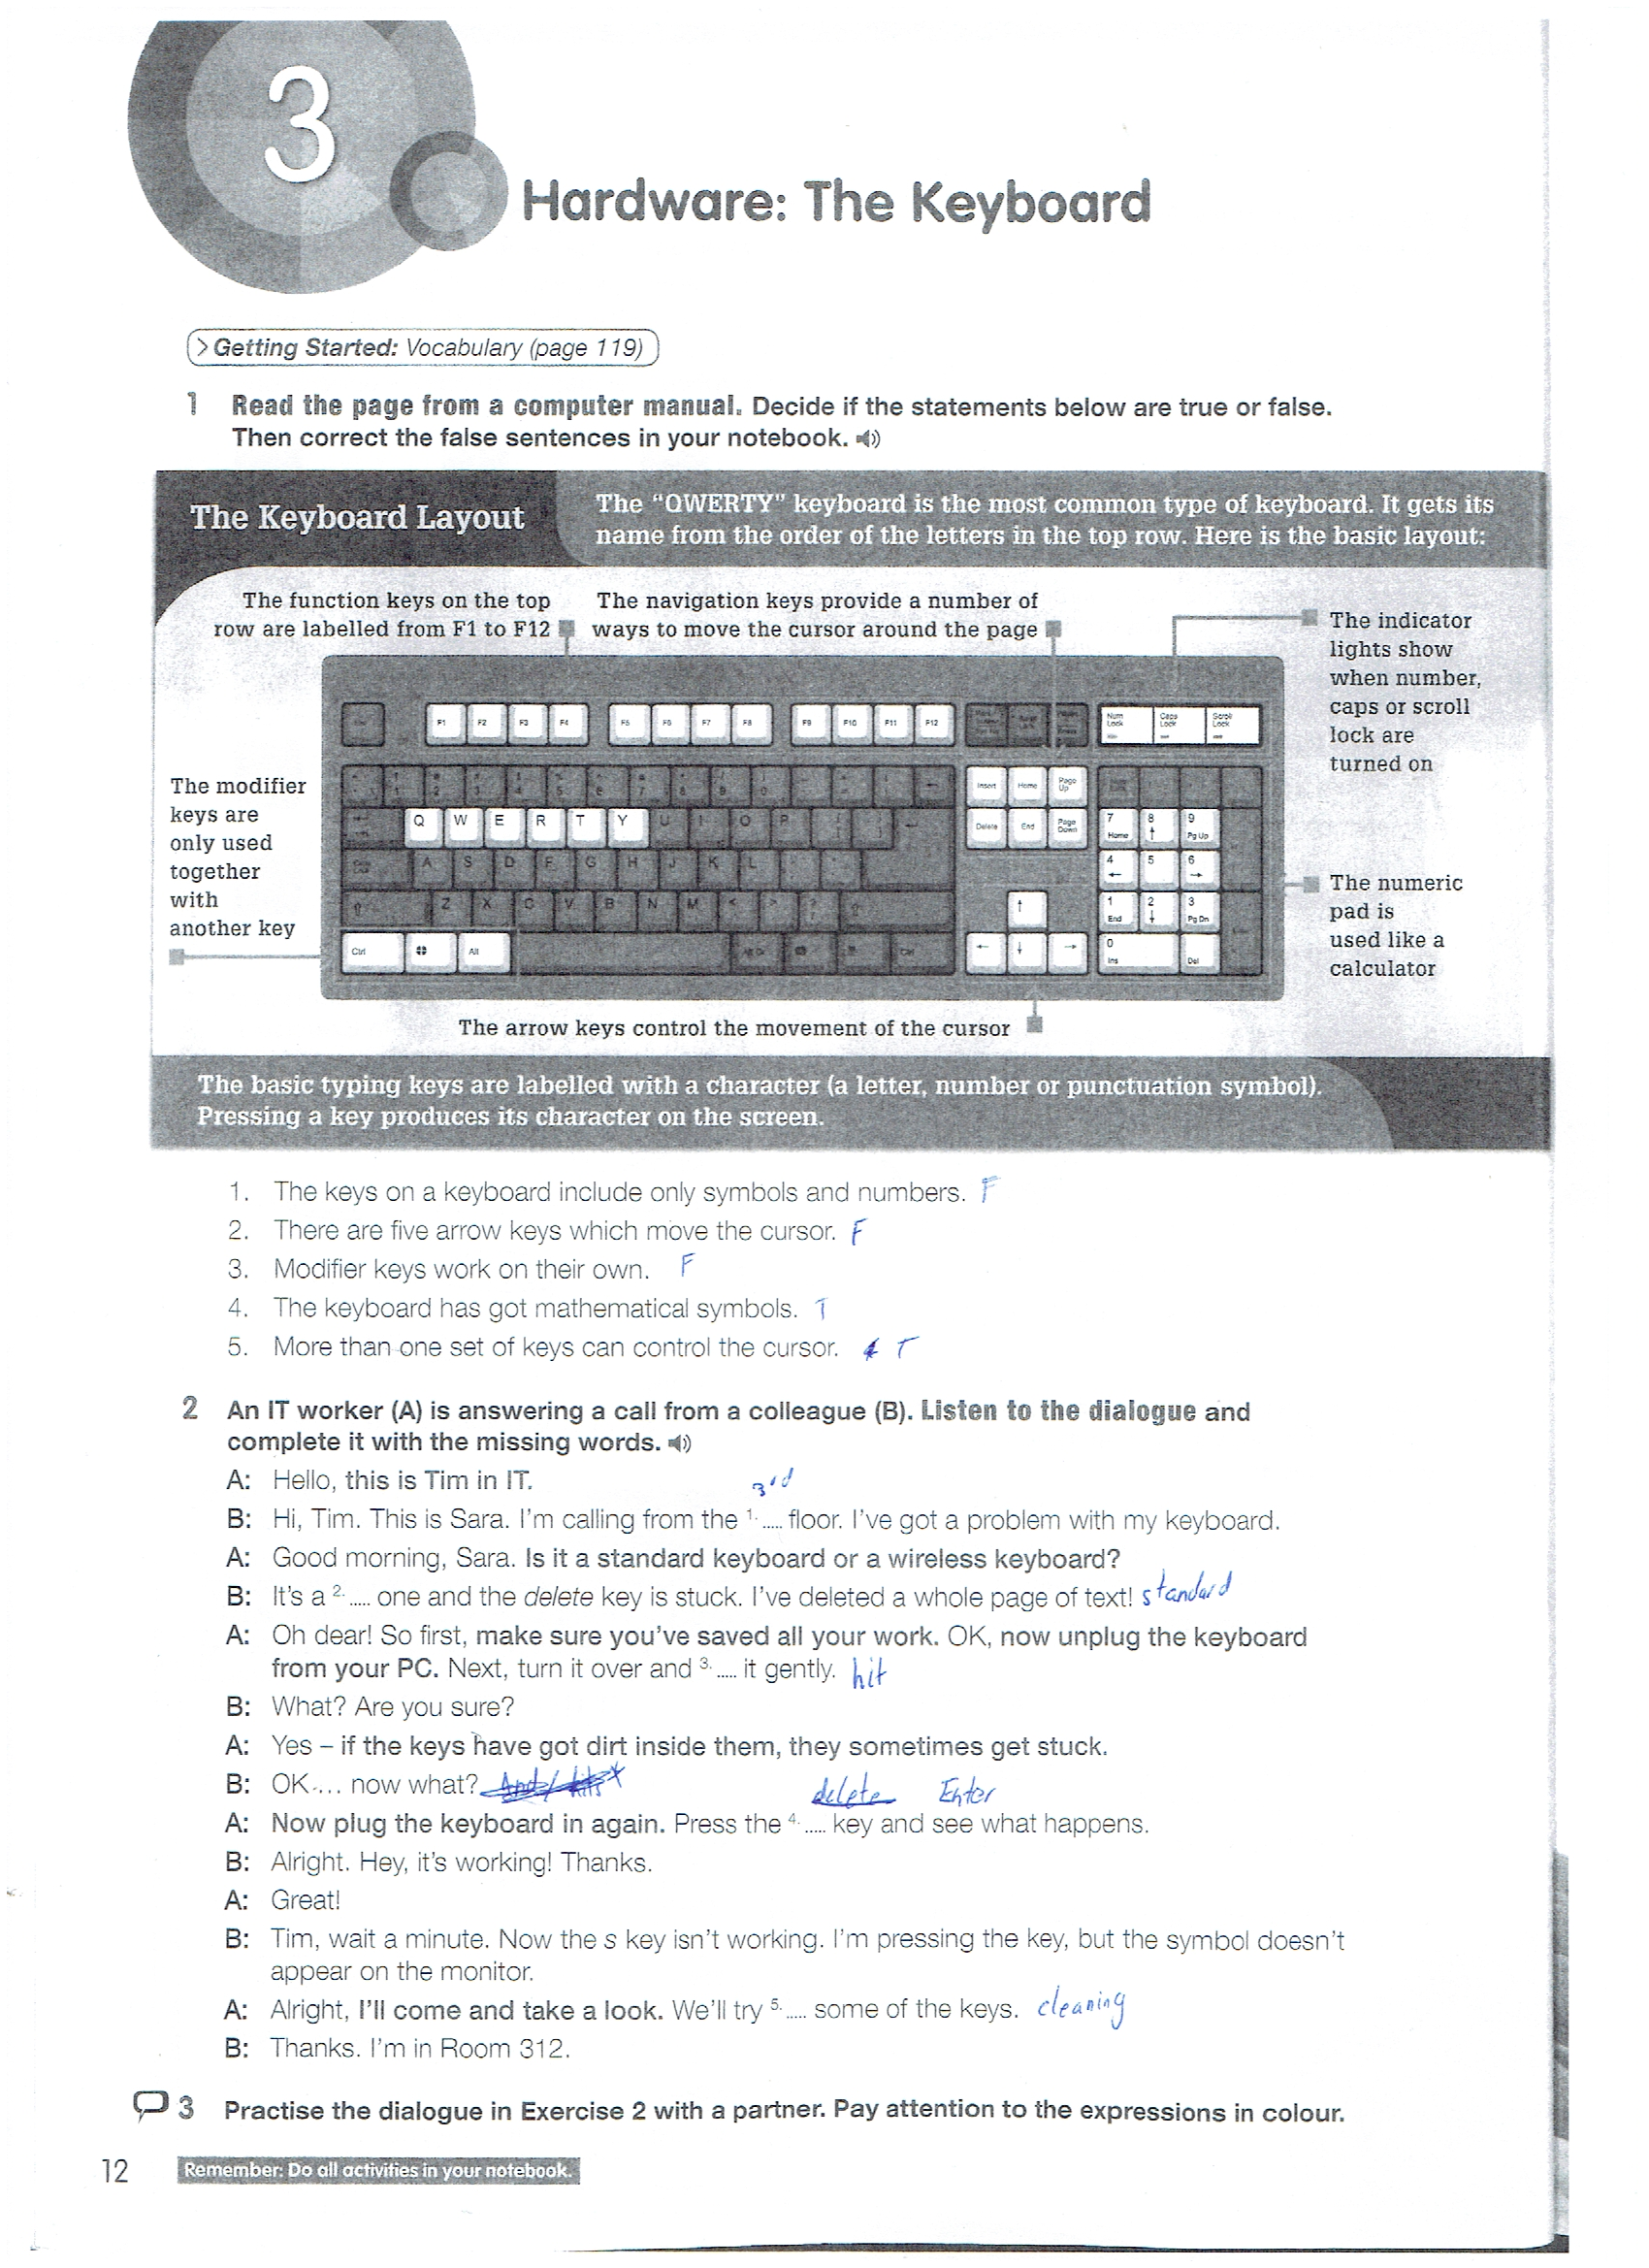 3
Hardware: The Keyboard
> Getting Started: Vocabulary (page 119)
1 Read the page from a computer manual. Decide if the statements below are true or false.
Then correct the false sentences in your notebook.
The Keyboard Layout
The "QWERTY" keyboard is the most common type of keyboard. It gets its
name from the order of the letters in the top row. Here is the basic layout:
The function keys on the top
row are labelled from F1 to F12
The navigation keys provide a number of
ways to move the cursor around the page
The indicator
lights show
when number,
caps or scroll
lock are
turned on
The modifier
keys are
only used
together
with
another key
F1 F2 F3 F4 F5 F6 F7 F8 F9 F10 F11 F12
Num Lock Caps Lock Scroll Lock
Insert Home Page Up
Q W E R T Y U I O P
Delete End Page Down
7 Home 8 ↑ 9 Pg Up
A S D F G H J K L
4 ← 5 6 →
Z X C V B N M
↑
1 End 2 ↓ 3 Pg Dn
Ctrl Alt
← ↓ →
0 Ins Del
The numeric
pad is
used like a
calculator
The arrow keys control the movement of the cursor
The basic typing keys are labelled with a character (a letter, number or punctuation symbol).
Pressing a key produces its character on the screen.
1. The keys on a keyboard include only symbols and numbers. F
2. There are five arrow keys which move the cursor. F
3. Modifier keys work on their own. F
4. The keyboard has got mathematical symbols. T
5. More than one set of keys can control the cursor. T
2 An IT worker (A) is answering a call from a colleague (B). Listen to the dialogue and
complete it with the missing words.
A: Hello, this is Tim in IT.
3rd
B: Hi, Tim. This is Sara. I'm calling from the 1. ..... floor. I've got a problem with my keyboard.
A: Good morning, Sara. Is it a standard keyboard or a wireless keyboard?
B: It's a 2. ..... one and the delete key is stuck. I've deleted a whole page of text! standard
A: Oh dear! So first, make sure you've saved all your work. OK, now unplug the keyboard
from your PC. Next, turn it over and 3. ..... it gently. hit
B: What? Are you sure?
A: Yes – if the keys have got dirt inside them, they sometimes get stuck.
B: OK.... now what?
delete Enter
A: Now plug the keyboard in again. Press the 4. ..... key and see what happens.
B: Alright. Hey, it's working! Thanks.
A: Great!
B: Tim, wait a minute. Now the s key isn't working. I'm pressing the key, but the symbol doesn't
appear on the monitor.
A: Alright, I'll come and take a look. We'll try 5. ..... some of the keys. cleaning
B: Thanks. I'm in Room 312.
3 Practise the dialogue in Exercise 2 with a partner. Pay attention to the expressions in colour.
12
Remember: Do all activities in your notebook.